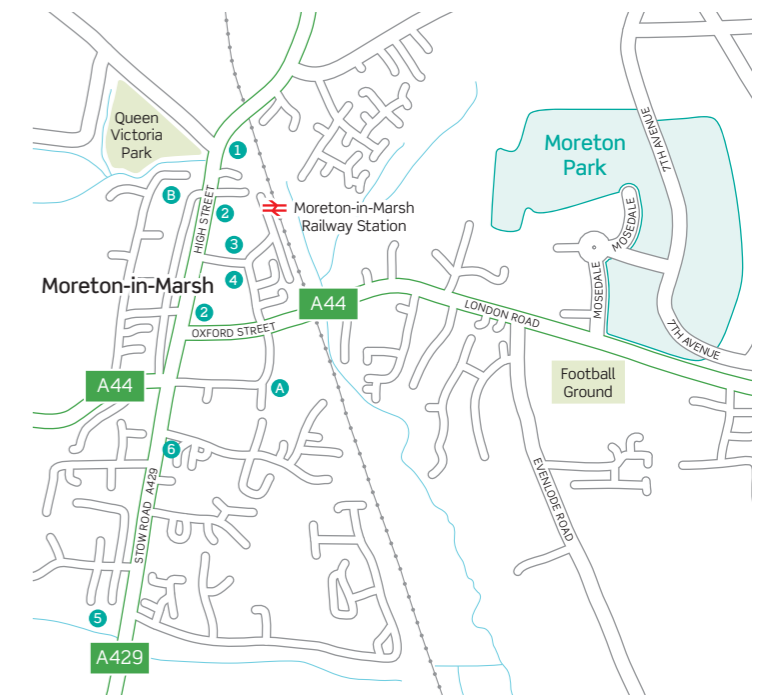 Queen
Victoria
Park
1
7TH AVENUE
Moreton
Park
B
HIGH STREET
2
Moreton-in-Marsh
Railway Station
3
MOSEDALE
MOSEDALE
4
Moreton-in-Marsh
2
A44
OXFORD STREET
LONDON ROAD
7TH AVENUE
A44
A
Football
Ground
6
STOW ROAD A429
EVENLODE ROAD
5
A429